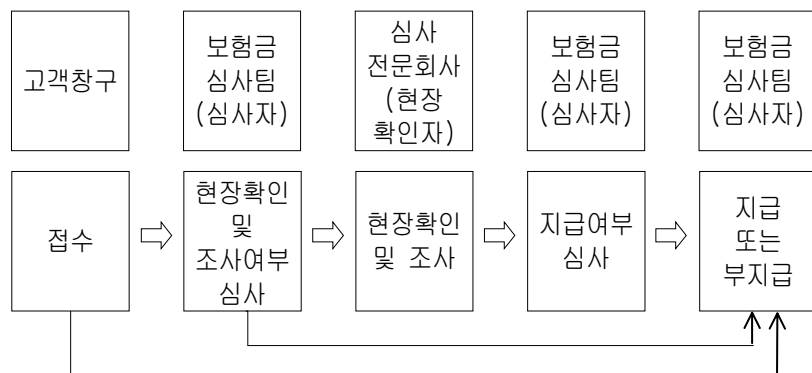 고객창구
보험금
심사팀
(심사자)
심사
전문회사
(현장
확인자)
보험금
심사팀
(심사자)
보험금
심사팀
(심사자)
접수
현장확인
및
조사여부
심사
현장확인
및 조사
지급여부
심사
지급
또는
부지급